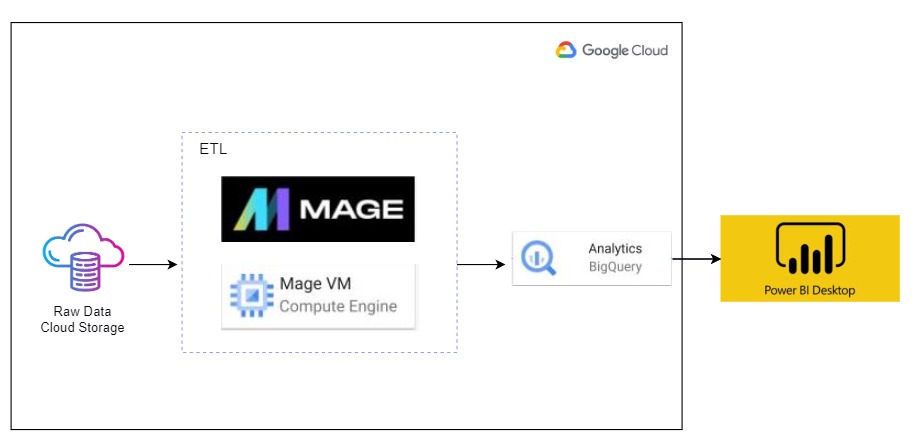 Google Cloud
ETL
MAGE
Mage VM
Compute Engine
Raw Data
Cloud Storage
Analytics
BigQuery
Power BI Desktop